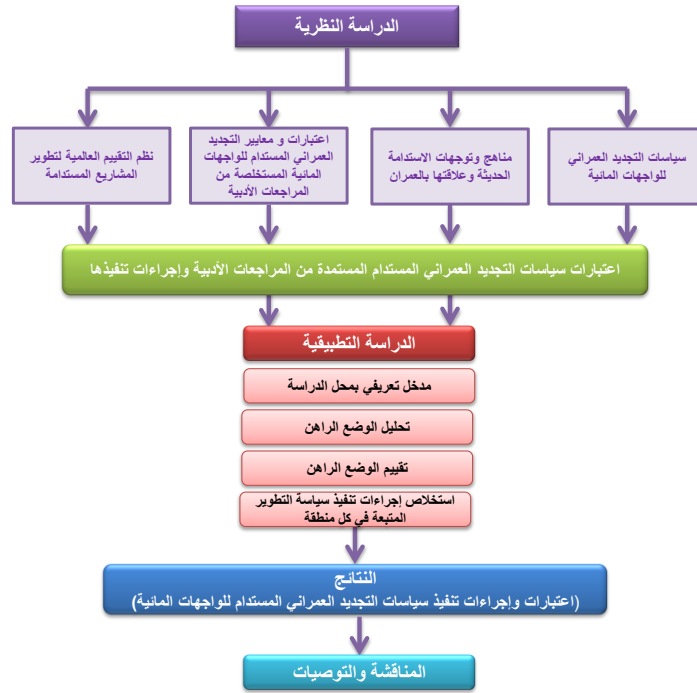 الدراسة النظرية
سياسات التجديد العمراني
للواجهات المائية
مناهج وتوجهات الاستدامة
الحديثة وعلاقتها بالعمران
اعتبارات و معايير التجديد
العمراني المستدام للواجهات
المائية المستخلصة من
المراجعات الأدبية
نظم التقييم العالمية لتطوير
المشاريع المستدامة
اعتبارات سياسات التجديد العمراني المستدام المستمدة من المراجعات الأدبية وإجراءات تنفيذها
الدراسة التطبيقية
مدخل تعريفي بمحل الدراسة
تحليل الوضع الراهن
تقييم الوضع الراهن
استخلاص إجراءات تنفيذ سياسة التطوير
المتبعة في كل منطقة
النتائج
(اعتبارات وإجراءات تنفيذ سياسات التجديد العمراني المستدام للواجهات المائية)
المناقشة والتوصيات